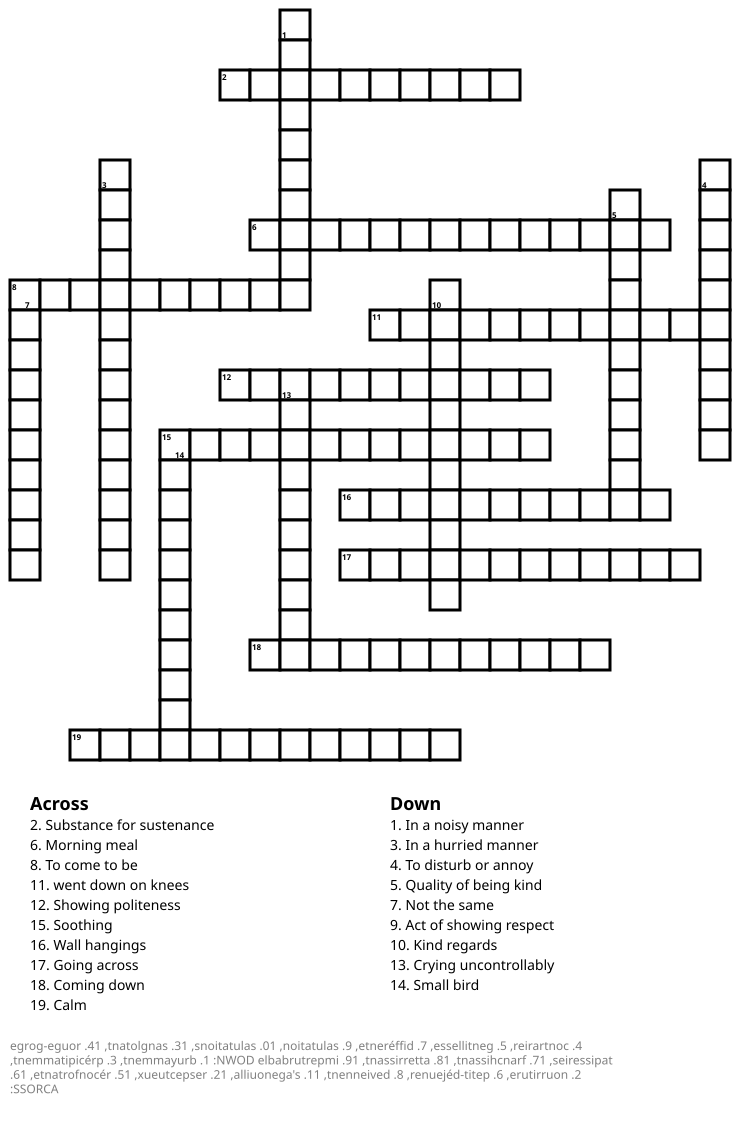 1
2
3
4
5
6
8
7
10
11
12
13
15
14
16
17
18
19
Across
2. Substance for sustenance
6. Morning meal
8. To come to be
11. went down on knees
12. Showing politeness
15. Soothing
16. Wall hangings
17. Going across
18. Coming down
19. Calm
Down
1. In a noisy manner
3. In a hurried manner
4. To disturb or annoy
5. Quality of being kind
7. Not the same
9. Act of showing respect
10. Kind regards
13. Crying uncontrollably
14. Small bird
egrog-eguor .41 ,tnatolgnas .31 ,snoitatulas .01 ,noitatulas .9 ,etneréffid .7 ,essellitneg .5 ,reirartnoc .4
,tnemmatipicérp .3 ,tnemmayurb .1 :NWOD elbabrutrepmi .91 ,tnassirretta .81 ,tnassihcnarf .71 ,seiressipat
.61 ,etnatrofnocér .51 ,xueutcepser .21 ,alliuonega's .11 ,tnenneived .8 ,renuejéd-titep .6 ,erutirruon .2
:SSORCA